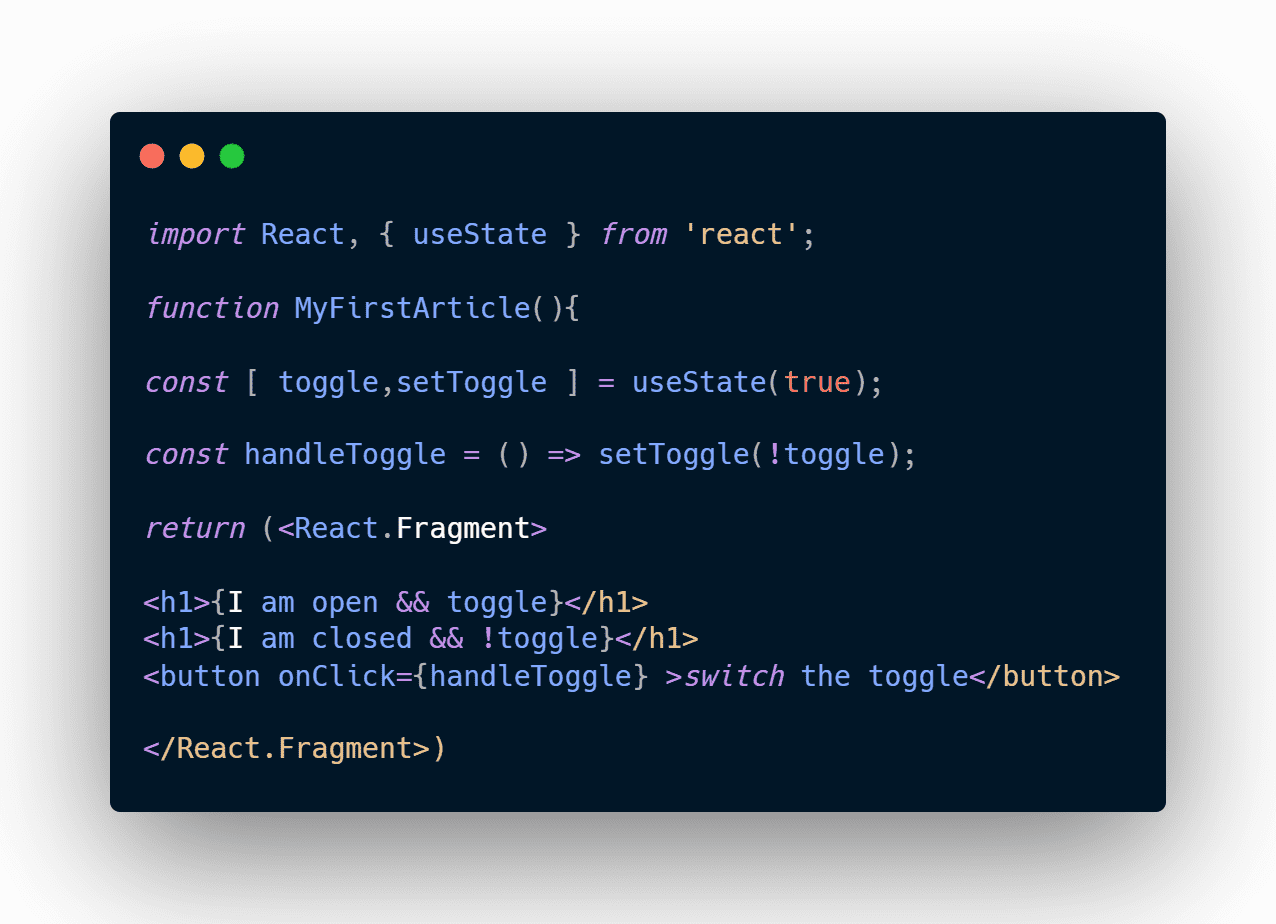 import React, { useState } from 'react';
function MyFirstArticle(){
const [ toggle,setToggle ] = useState(true);
const handleToggle = () => setToggle(!toggle);
return (<React.Fragment>
<h1>{I am open && toggle}</h1>
<h1>{I am closed && !toggle}</h1>
<button onClick={handleToggle} >switch the toggle</button>
</React.Fragment>)